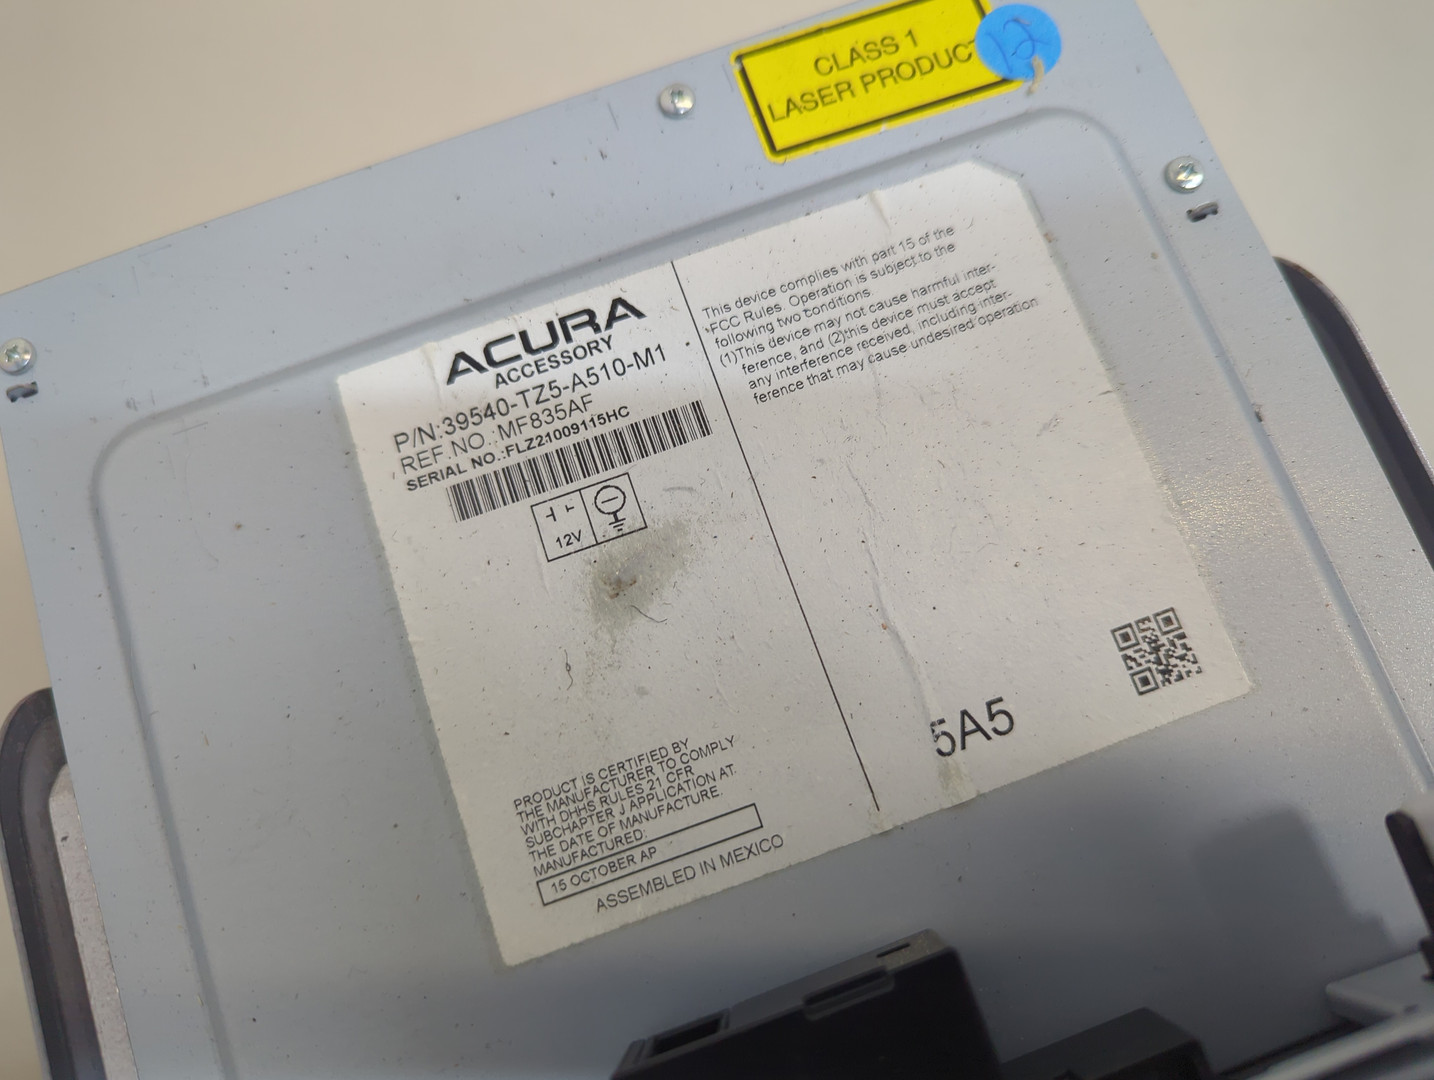 CLASS 1
LASER PRODUCT
12
ACURA
ACCESSORY
P/N:39540-TZ5-A510-M1
REF.NO.:MF835AF
SERIAL NO.:FLZ21009115HC
12V
This device complies with part 15 of the
FCC Rules. Operation is subject to the
following two conditions.
(1)This device may not cause harmful inter-
ference, and (2)this device must accept
any interference received, including inter-
ference that may cause undesired operation
PRODUCT IS CERTIFIED BY
THE MANUFACTURER TO COMPLY
WITH DHHS RULES 21 CFR
SUBCHAPTER J APPLICATION AT.
THE DATE OF MANUFACTURE.
MANUFACTURED:
15 OCTOBER AP
ASSEMBLED IN MEXICO
5A5